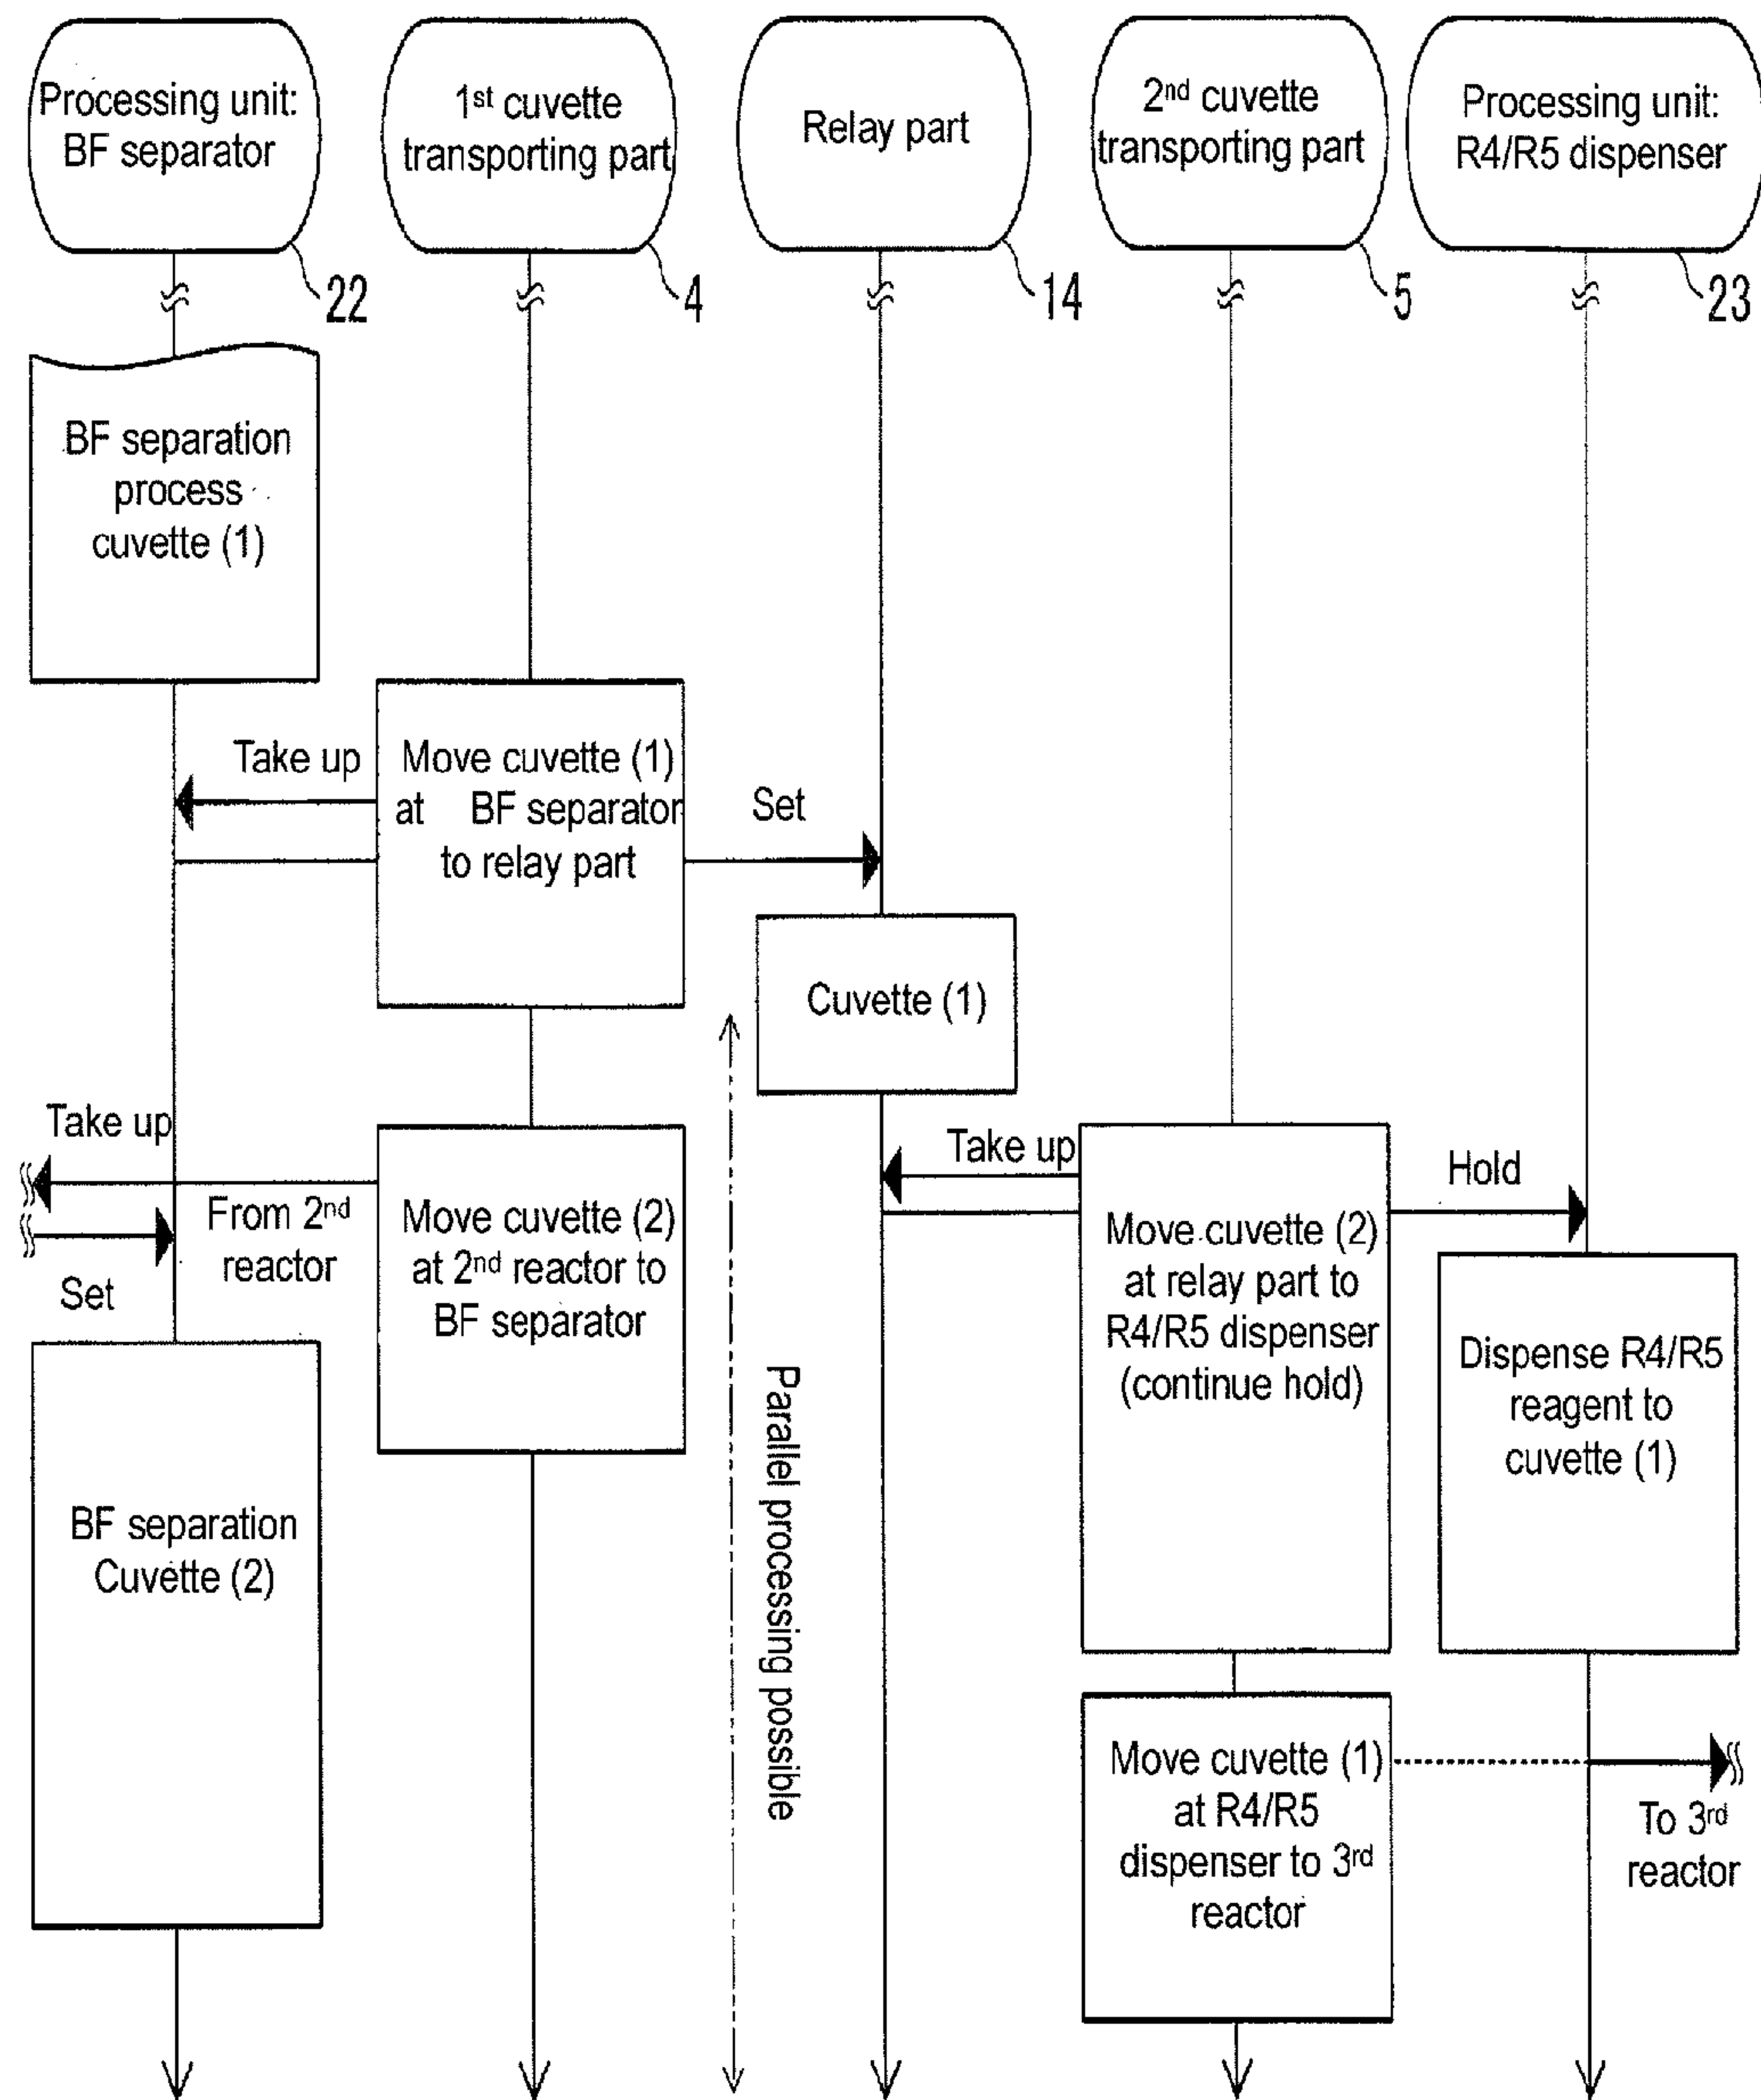 Processing unit:
BF separator
1st cuvette
transporting part
Relay part
2nd cuvette
transporting part
Processing unit:
R4/R5 dispenser
22
4
14
5
23
BF separation
process
cuvette (1)
Take up
Move cuvette (1)
at BF separator
to relay part
Set
Cuvette (1)
Take up
From 2nd
reactor
Set
Move cuvette (2)
at 2nd reactor to
BF separator
Take up
Move cuvette (2)
at relay part to
R4/R5 dispenser
(continue hold)
Hold
Dispense R4/R5
reagent to
cuvette (1)
BF separation
Cuvette (2)
Parallel processing possible
Move cuvette (1)
at R4/R5
dispenser to 3rd
reactor
To 3rd
reactor